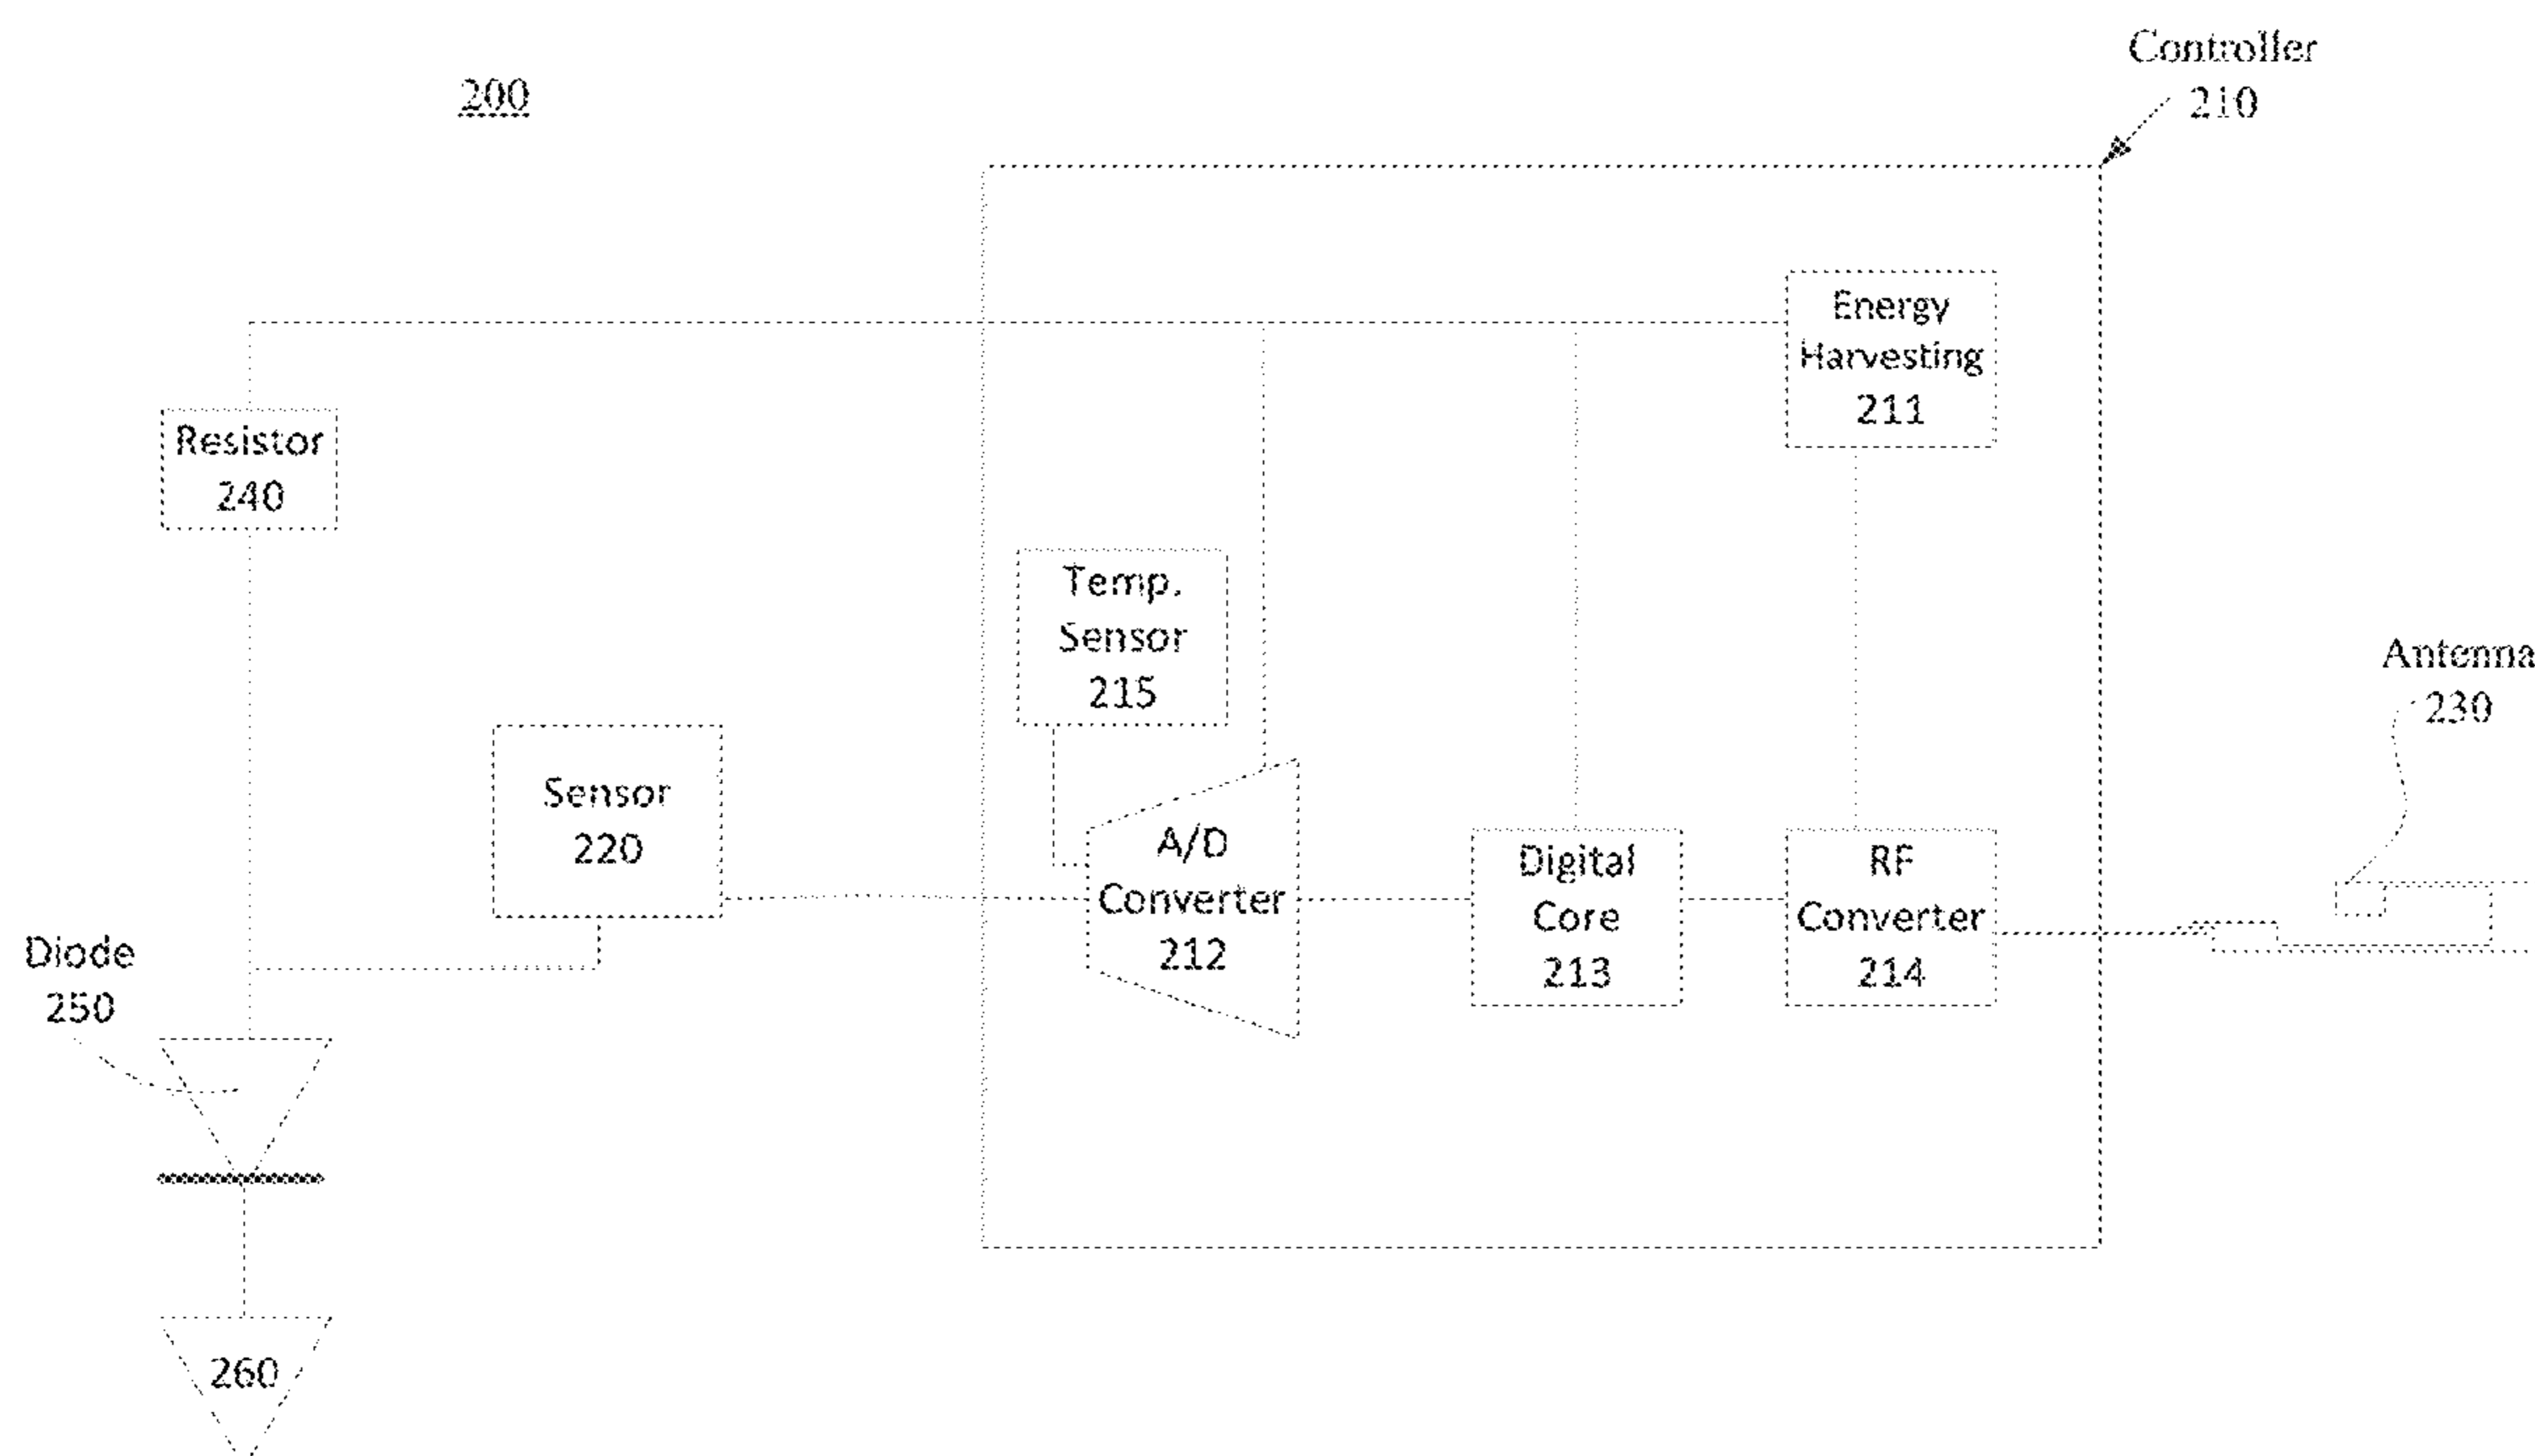 Controller
210
200
Energy
Harvesting
211
Resistor
240
Temp.
Sensor
215
Antenna
230
Sensor
220
A/D
Converter
212
Digital
Core
213
RF
Converter
214
Diode
250
260